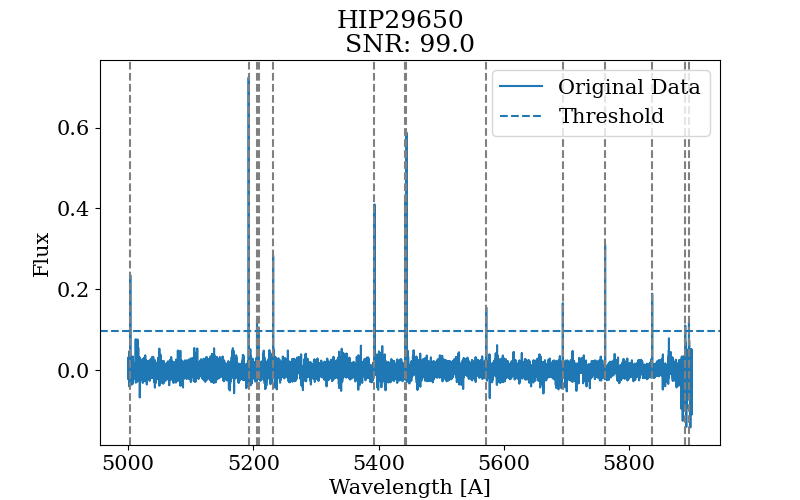 HIP29650
SNR: 99.0
Original Data
Threshold
Flux
0.6
0.4
0.2
0.0
5000 5200 5400 5600 5800
Wavelength [A]